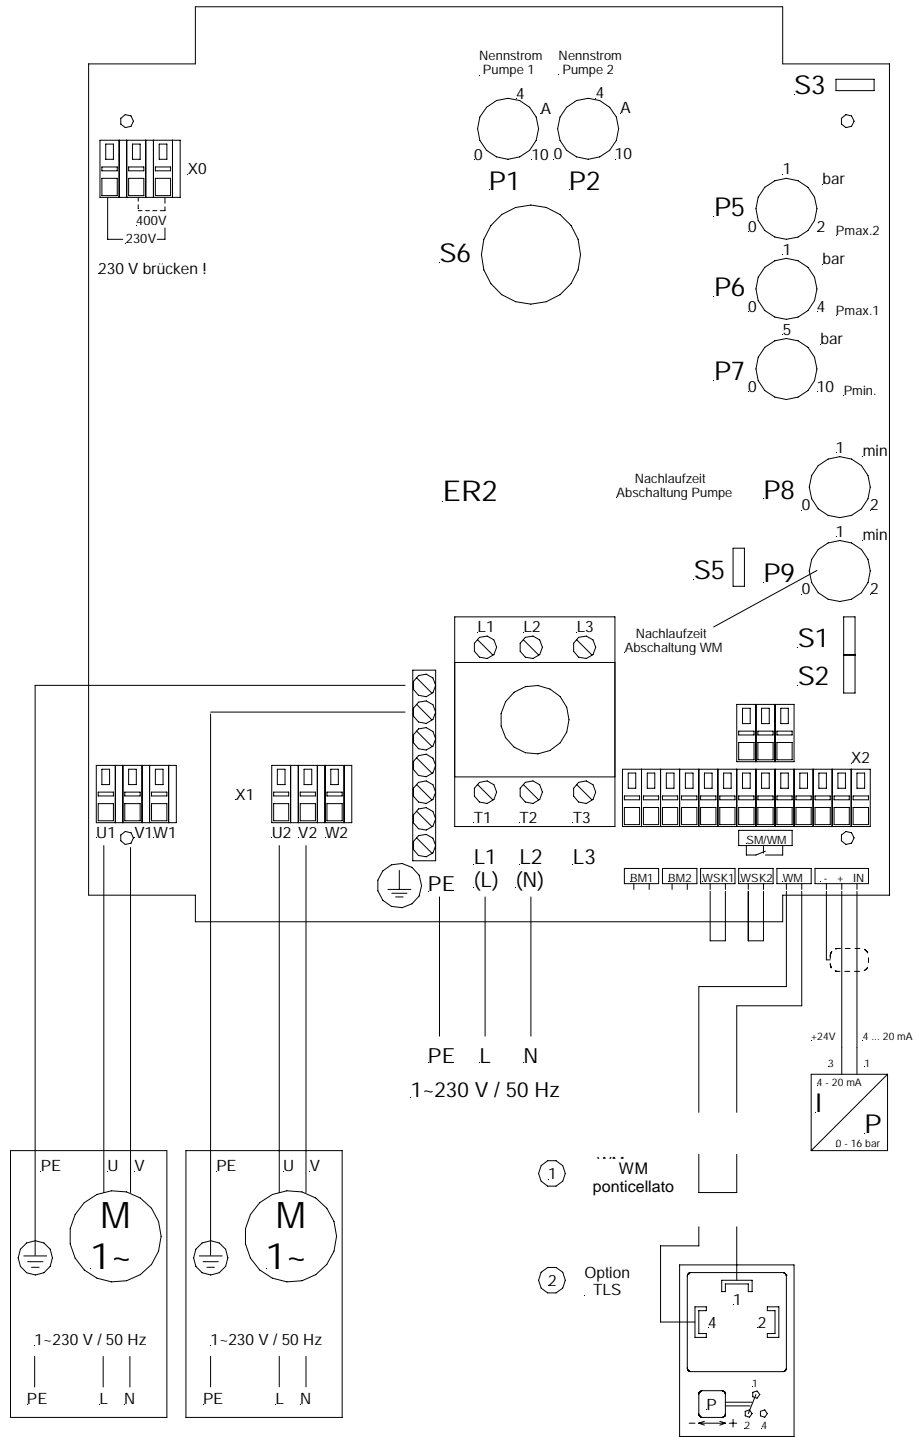 Nennstrom
Pumpe 1
Nennstrom
Pumpe 2
4
A
0
10
P1
4
A
0
10
P2
S3
X0
400V
230V
230 V brücken !
S6
1
bar
P5
0
2
Pmax.2
1
bar
P6
0
4
Pmax.1
5
bar
P7
0
10
Pmin.
ER2
Nachlaufzeit
Abschaltung Pumpe
P8
1
min
0
2
S5
P9
1
min
0
2
Nachlaufzeit
Abschaltung WM
S1
S2
L1 L2 L3
T1 T2 T3
X1
U1 V1 W1
U2 V2 W2
X2
SM/WM
BM1 BM2 WSK1 WSK2 WM - + IN
PE
L1
(L)
L2
(N)
L3
PE L N
1~230 V / 50 Hz
+24V
4 ... 20 mA
3
1
4 - 20 mA
I
P
0 - 16 bar
PE U V
M
1~
1~230 V / 50 Hz
PE L N
PE U V
M
1~
1~230 V / 50 Hz
PE L N
1
WM
ponticellato
2
Option
TLS
1
4
2
P
- +
1
2
4